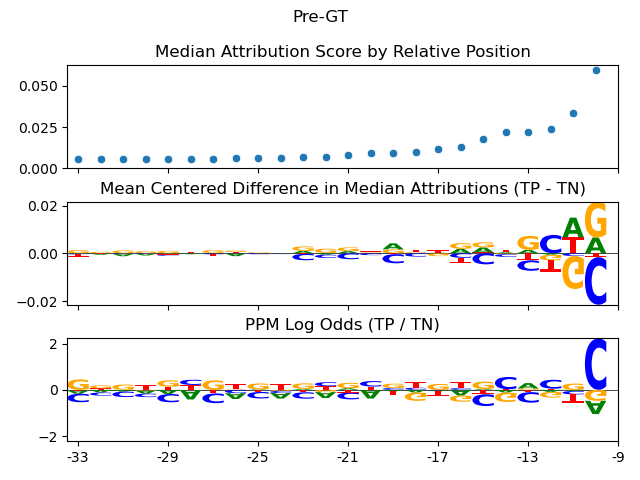 Pre-GT
Median Attribution Score by Relative Position
0.050
0.025
0.000
Mean Centered Difference in Median Attributions (TP - TN)
0.02
0.00
−0.02
PPM Log Odds (TP / TN)
2
0
−2
-33 -29 -25 -21 -17 -13 -9